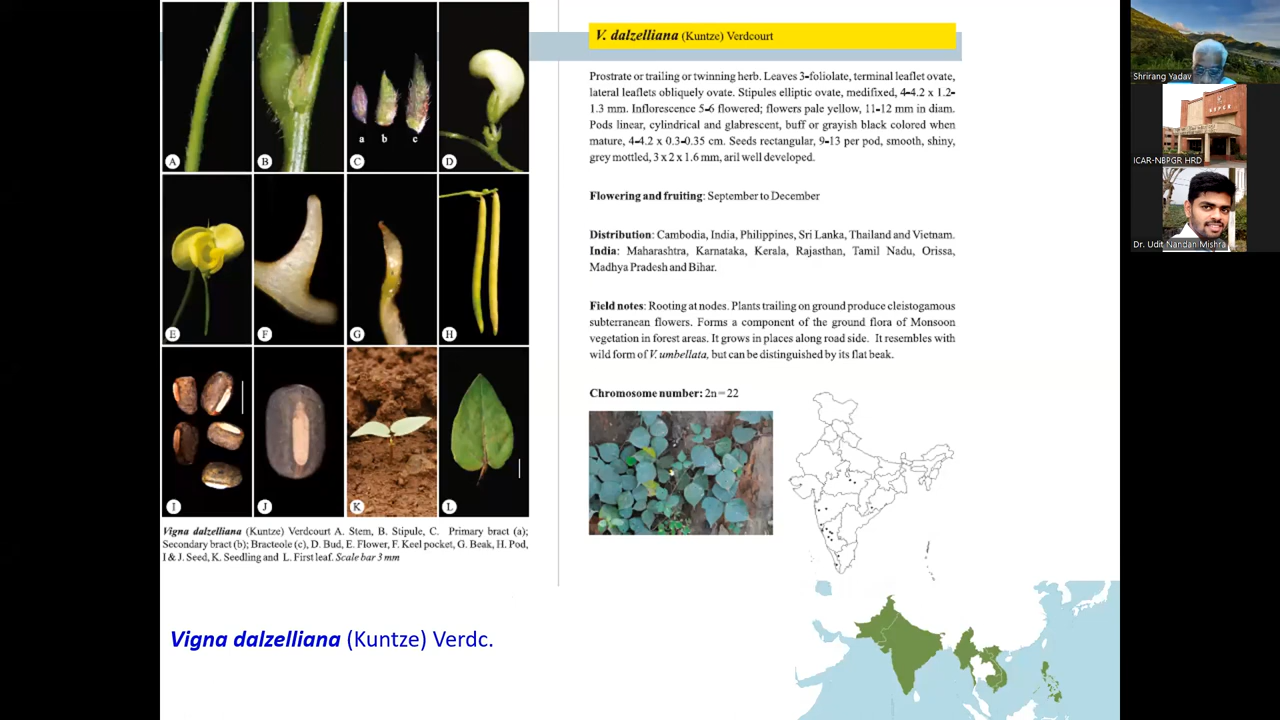 A
B
a
b
c
C
D
E
F
G
H
I
J
K
L
Vigna dalzelliana (Kuntze) Verdcourt A. Stem, B. Stipule, C. Primary bract (a);
Secondary bract (b); Bracteole (c), D. Bud, E. Flower, F. Keel pocket, G. Beak, H. Pod,
I & J. Seed, K. Seedling and L. First leaf. Scale bar 3 mm
Vigna dalzelliana (Kuntze) Verdc.
V. dalzelliana (Kuntze) Verdcourt
Prostrate or trailing or twinning herb. Leaves 3-foliolate, terminal leaflet ovate,
lateral leaflets obliquely ovate. Stipules elliptic ovate, medifixed, 4-4.2 x 1.2-
1.3 mm. Inflorescence 5-6 flowered; flowers pale yellow, 11-12 mm in diam.
Pods linear, cylindrical and glabrescent, buff or grayish black colored when
mature, 4-4.2 x 0.3-0.35 cm. Seeds rectangular, 9-13 per pod, smooth, shiny,
grey mottled, 3 x 2 x 1.6 mm, aril well developed.
Flowering and fruiting: September to December
Distribution: Cambodia, India, Philippines, Sri Lanka, Thailand and Vietnam.
India: Maharashtra, Karnataka, Kerala, Rajasthan, Tamil Nadu, Orissa,
Madhya Pradesh and Bihar.
Field notes: Rooting at nodes. Plants trailing on ground produce cleistogamous
subterranean flowers. Forms a component of the ground flora of Monsoon
vegetation in forest areas. It grows in places along road side. It resembles with
wild form of V. umbellata, but can be distinguished by its flat beak.
Chromosome number: 2n = 22
Shrirang Yadav
ICAR-NBPGR HRD
Dr. Udit Nandan Mishra